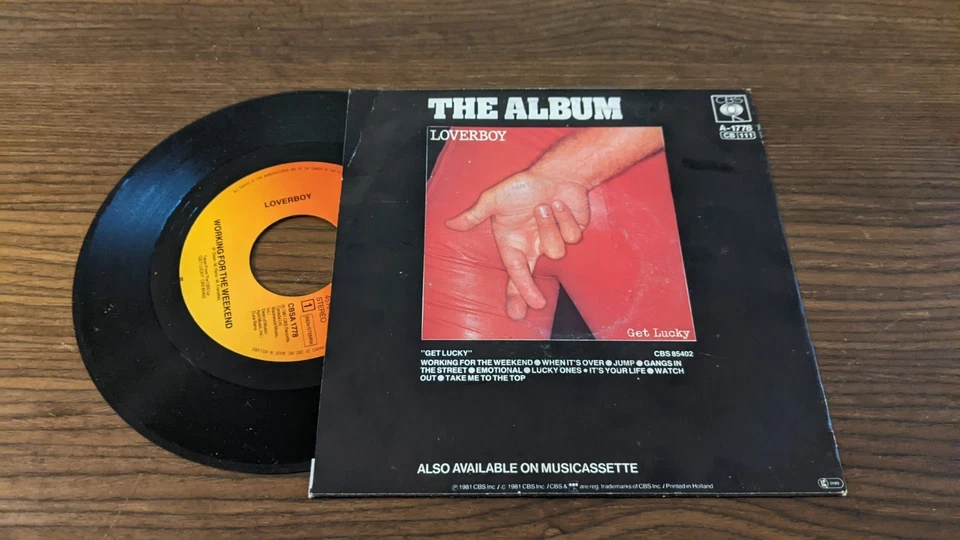 THE ALBUM
CBS
A-1778
CB 111
LOVERBOY
Get Lucky
"GET LUCKY" CBS 85402
WORKING FOR THE WEEKEND ● WHEN IT'S OVER ● JUMP ● GANGS IN
THE STREET ● EMOTIONAL ● LUCKY ONES ● IT'S YOUR LIFE ● WATCH
OUT ● TAKE ME TO THE TOP
ALSO AVAILABLE ON MUSICASSETTE
℗ 1981 CBS Inc / © 1981 CBS Inc / CBS & are reg. trademarks of CBS Inc / Printed in Holland
LOVERBOY
WORKING FOR THE WEEKEND
STEREO
1
CBSA 1778